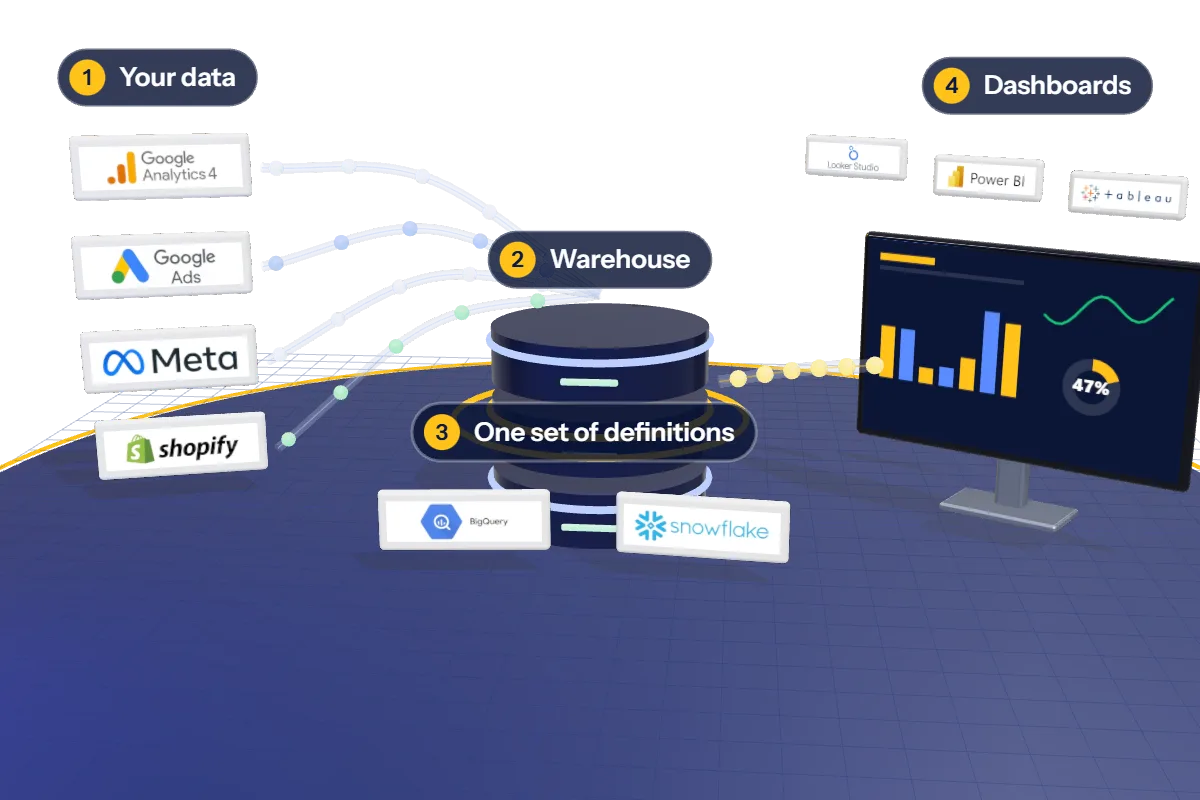 1 Your data
Google
Analytics 4
Google
Ads
Meta
shopify
2 Warehouse
3 One set of definitions
BigQuery
snowflake
4 Dashboards
Looker Studio
Power BI
+ableau
47%